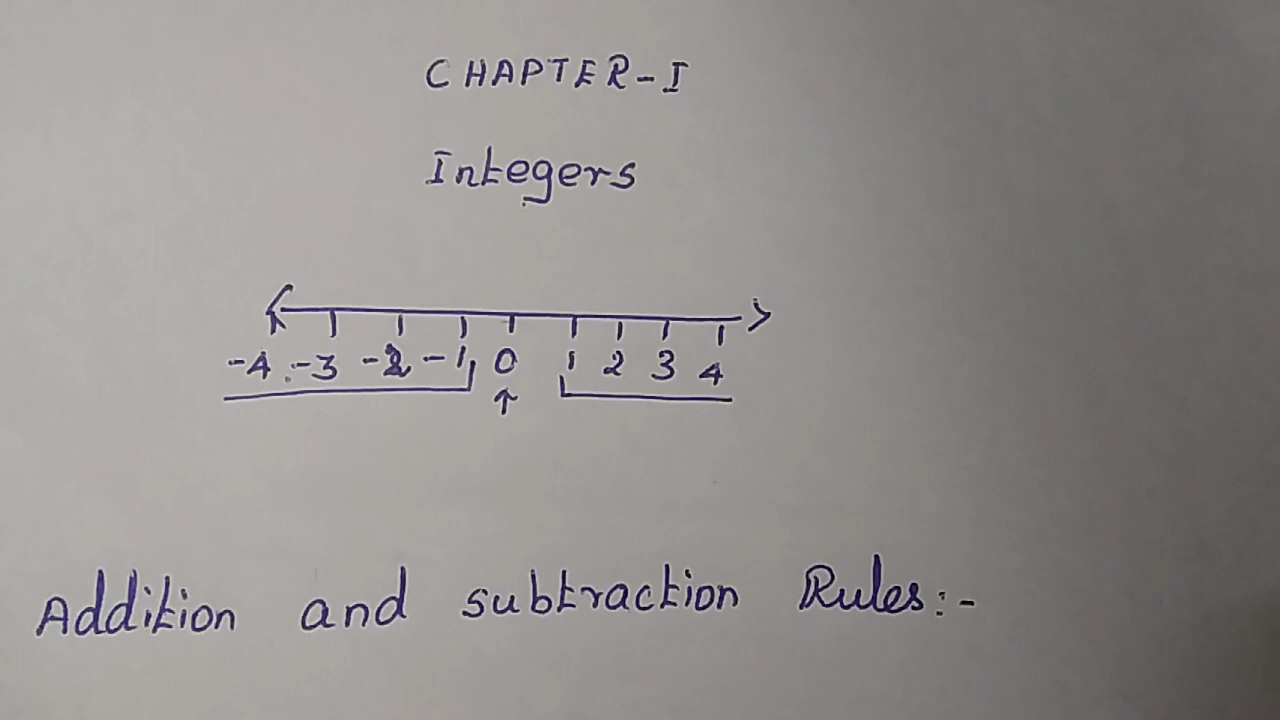 CHAPTER-I
Integers
-4 -3 -2 -1 0 1 2 3 4
Addition and subtraction Rules:-